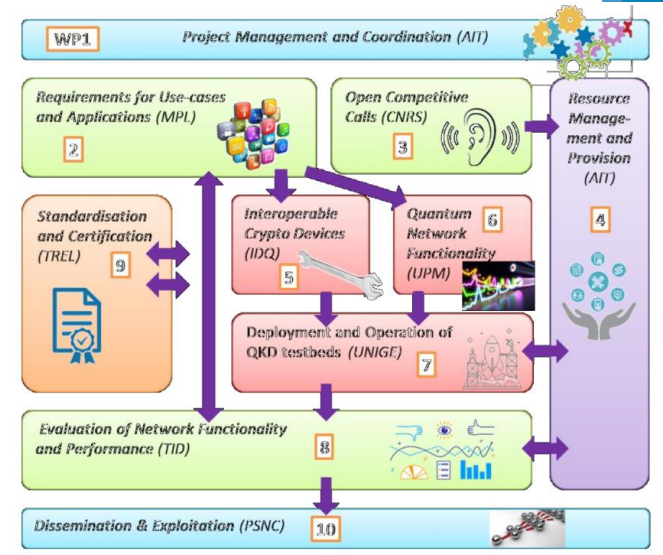 WP1
Project Management and Coordination (AIT)
Requirements for Use-cases
and Applications (MPL)
2
Open Competitive
Calls (CNRS)
3
Resource
Manage-
ment and
Provision
(AIT)
4
Standardisation
and Certification
(TREL)
9
Interoperable
Crypto Devices
(IDQ)
5
Quantum
Network
Functionality
(UPM)
6
Deployment and Operation of
QKD testbeds (UNIGE)
7
Evaluation of Network Functionality
and Performance (TID)
8
Dissemination & Exploitation (PSNC)
10